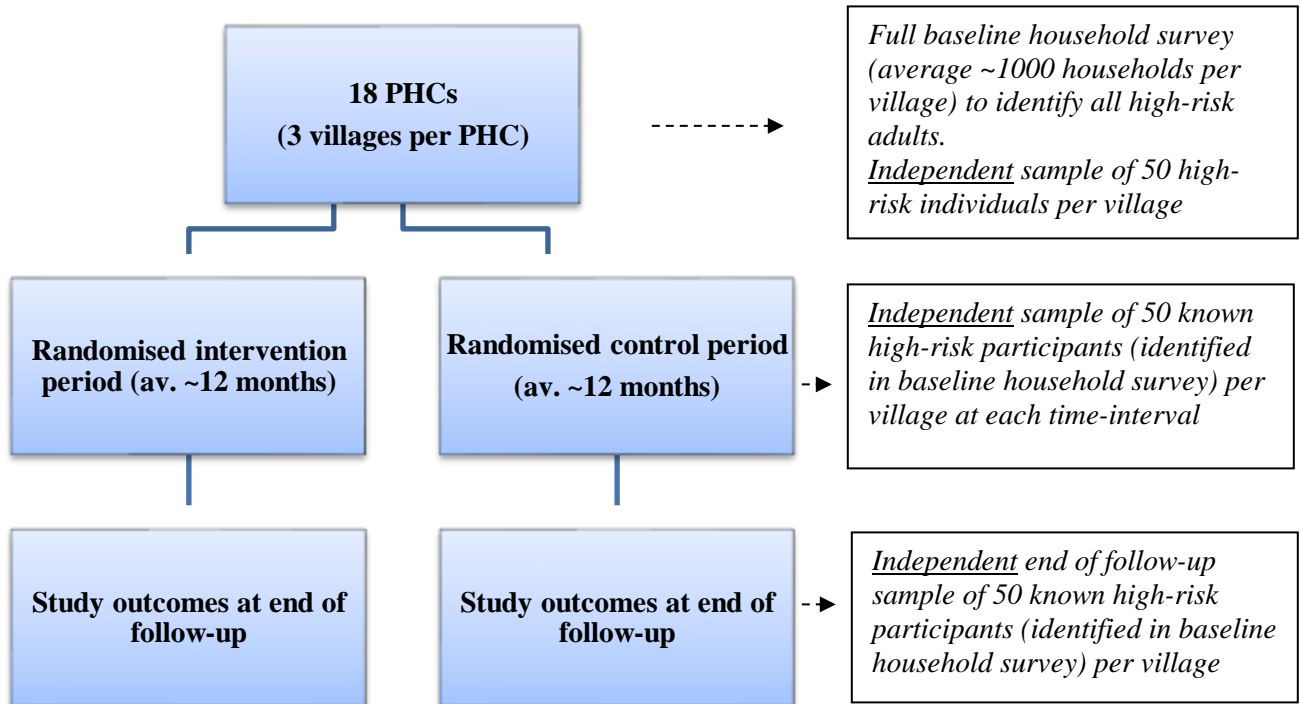 18 PHCs
(3 villages per PHC)
Full baseline household survey
(average ~1000 households per
village) to identify all high-risk
adults.
Independent sample of 50 high-
risk individuals per village
Randomised intervention
period (av. ~12 months)
Randomised control period
(av. ~12 months)
Independent sample of 50 known
high-risk participants (identified
in baseline household survey) per
village at each time-interval
Study outcomes at end of
follow-up
Study outcomes at end of
follow-up
Independent end of follow-up
sample of 50 known high-risk
participants (identified in baseline
household survey) per village